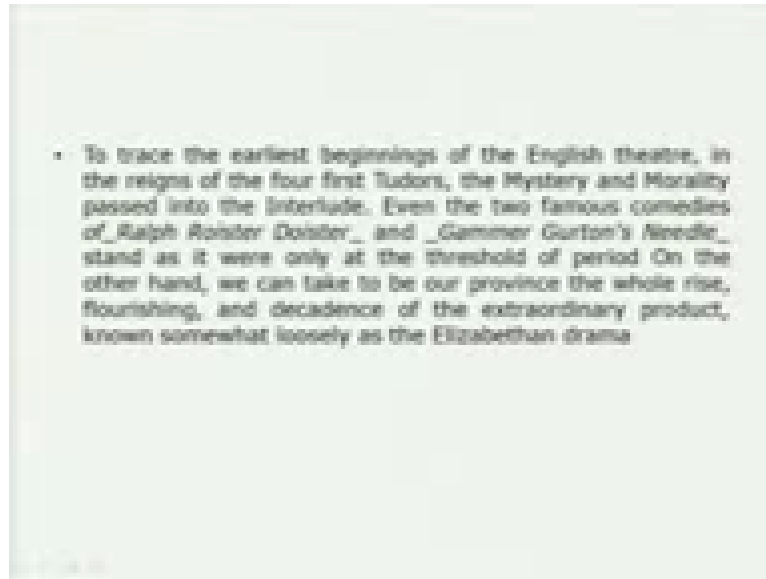 • To trace the earliest beginnings of the English theatre, in
the reigns of the four first Tudors, the Mystery and Morality
passed into the Interlude. Even the two famous comedies
of_Ralph Roister Doister_ and _Gammer Gurton's Needle_
stand as it were only at the threshold of period On the
other hand, we can take to be our province the whole rise,
flourishing, and decadence of the extraordinary product,
known somewhat loosely as the Elizabethan drama